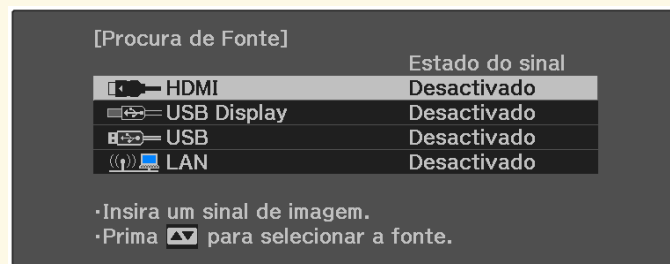 [Procura de Fonte]
Estado do sinal
HDMI Desactivado
USB Display Desactivado
USB Desactivado
LAN Desactivado
·Insira um sinal de imagem.
·Prima para selecionar a fonte.